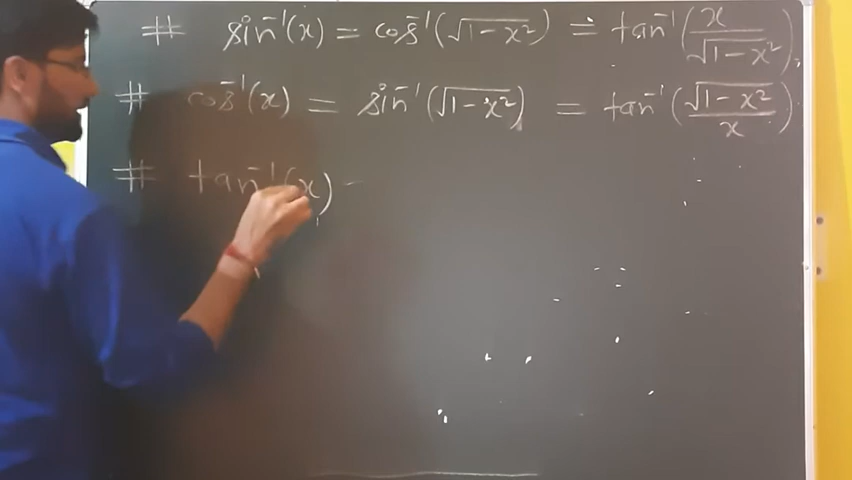 # sin⁻¹(x) = cos⁻¹(√(1-x²)) = tan⁻¹(x/√(1-x²)),
# cos⁻¹(x) = sin⁻¹(√(1-x²)) = tan⁻¹(√(1-x²)/x)
# tan⁻¹(x) -